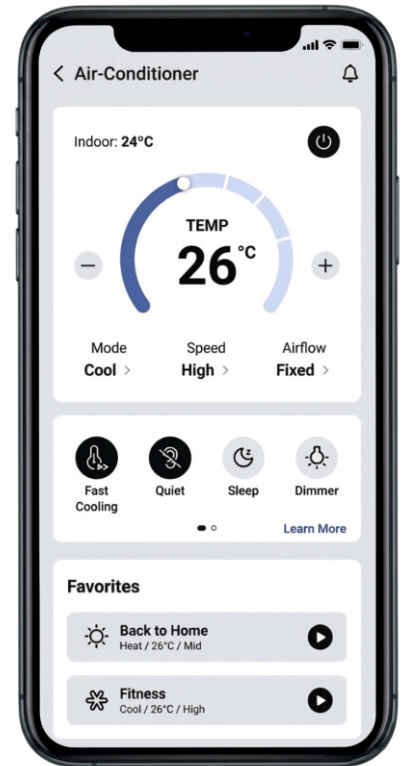 Air-Conditioner
Indoor: 24°C
TEMP
26°C
Mode Speed Airflow
Cool High Fixed
Fast Cooling Quiet Sleep Dimmer
Learn More
Favorites
Back to Home
Heat / 26°C / Mid
Fitness
Cool / 26°C / High